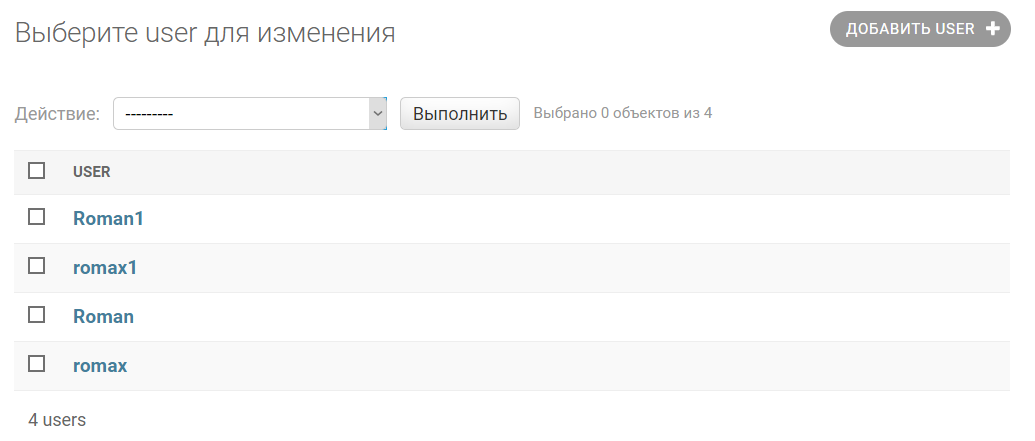 Выберите user для изменения
ДОБАВИТЬ USER +
Действие: --------- Выполнить Выбрано 0 объектов из 4
USER
Roman1
romax1
Roman
romax
4 users